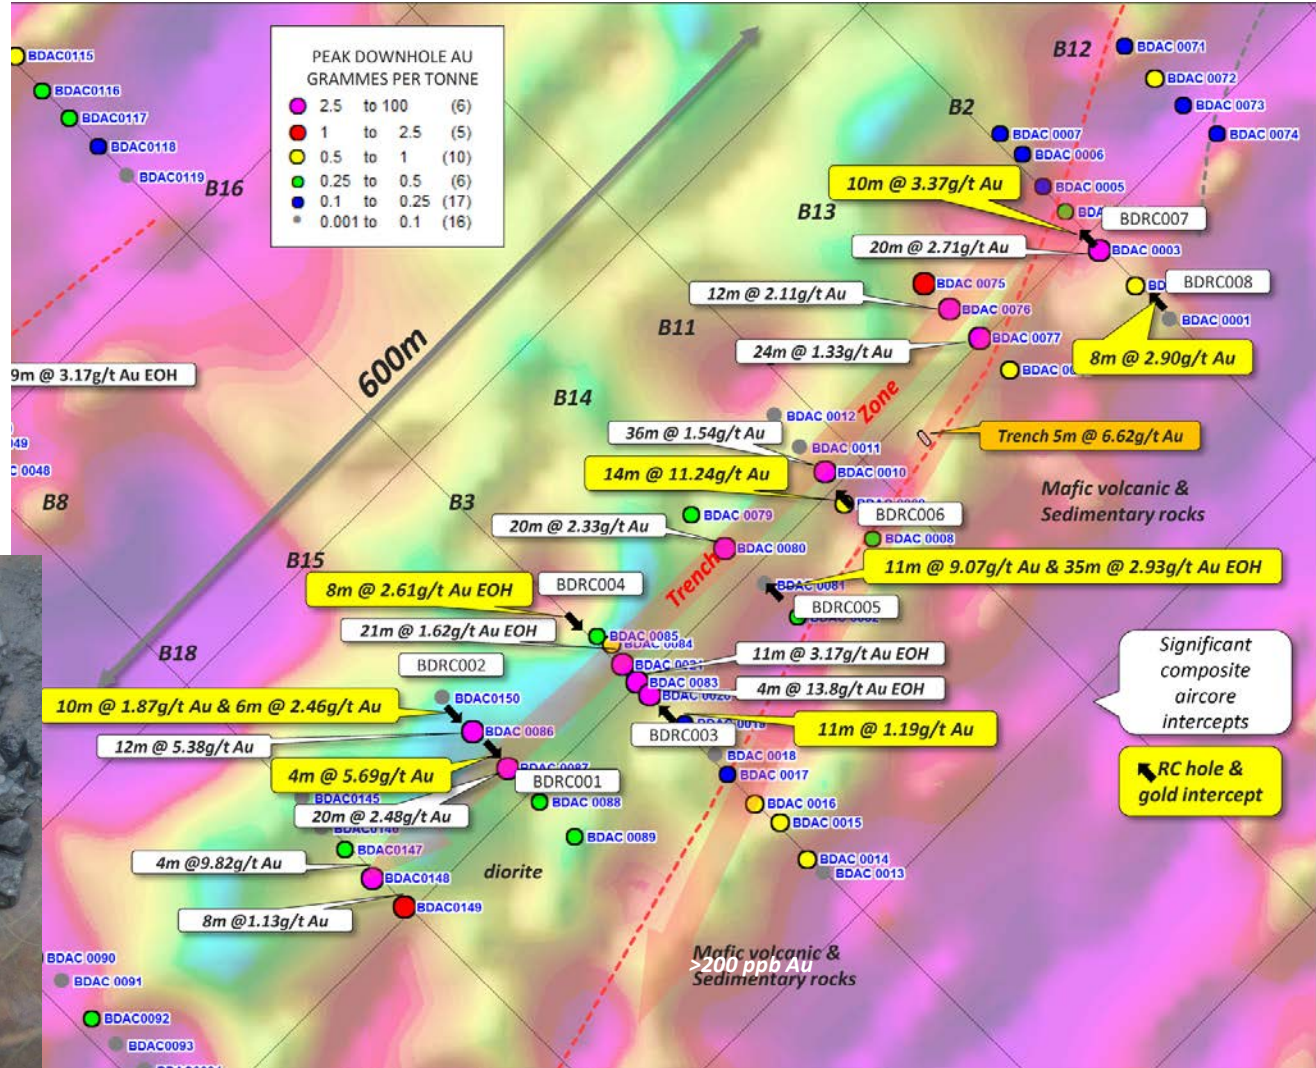 PEAK DOWNHOLE AU
GRAMMES PER TONNE
2.5 to 100 (6)
1 to 2.5 (5)
0.5 to 1 (10)
0.25 to 0.5 (6)
0.1 to 0.25 (17)
0.001 to 0.1 (16)
BDAC0115
BDAC0116
BDAC0117
BDAC0118
BDAC0119
B16
B12
BDAC 0071
BDAC 0072
BDAC 0073
BDAC 0074
B2
BDAC 0007
BDAC 0006
BDAC 0005
10m @ 3.37g/t Au
BDRC007
B13
20m @ 2.71g/t Au
BDAC 0003
BDAC 0075
BDRC008
12m @ 2.11g/t Au
BDAC 0076
BDAC 0001
B11
600m
24m @ 1.33g/t Au
BDAC 0077
8m @ 2.90g/t Au
9m @ 3.17g/t Au EOH
B14
Zone
BDAC 0012
36m @ 1.54g/t Au
BDAC 0011
Trench 5m @ 6.62g/t Au
049
C 0048
14m @ 11.24g/t Au
BDAC 0010
B8
B3
Mafic volcanic &
Sedimentary rocks
BDAC 0079
BDRC006
20m @ 2.33g/t Au
BDAC 0080
BDAC 0008
B15
11m @ 9.07g/t Au & 35m @ 2.93g/t Au EOH
Trench
BDRC004
8m @ 2.61g/t Au EOH
BDAC 0081
BDRC005
21m @ 1.62g/t Au EOH
BDAC 0085
BDAC 0084
B18
BDRC002
11m @ 3.17g/t Au EOH
BDAC 0083
4m @ 13.8g/t Au EOH
Significant
composite
aircore
intercepts
BDAC0150
10m @ 1.87g/t Au & 6m @ 2.46g/t Au
BDAC 0086
11m @ 1.19g/t Au
BDRC003
12m @ 5.38g/t Au
BDAC 0018
4m @ 5.69g/t Au
BDAC 0087
BDRC001
BDAC 0017
RC hole &
gold intercept
BDAC0145
20m @ 2.48g/t Au
BDAC 0088
BDAC 0016
BDAC0146
BDAC 0015
BDAC 0089
BDAC0147
4m @9.82g/t Au
BDAC 0014
BDAC 0013
diorite
BDAC0148
8m @1.13g/t Au
BDAC0149
Mafic volcanic &
>200 ppb Au
Sedimentary rocks
BDAC 0090
BDAC 0091
BDAC0092
BDAC0093